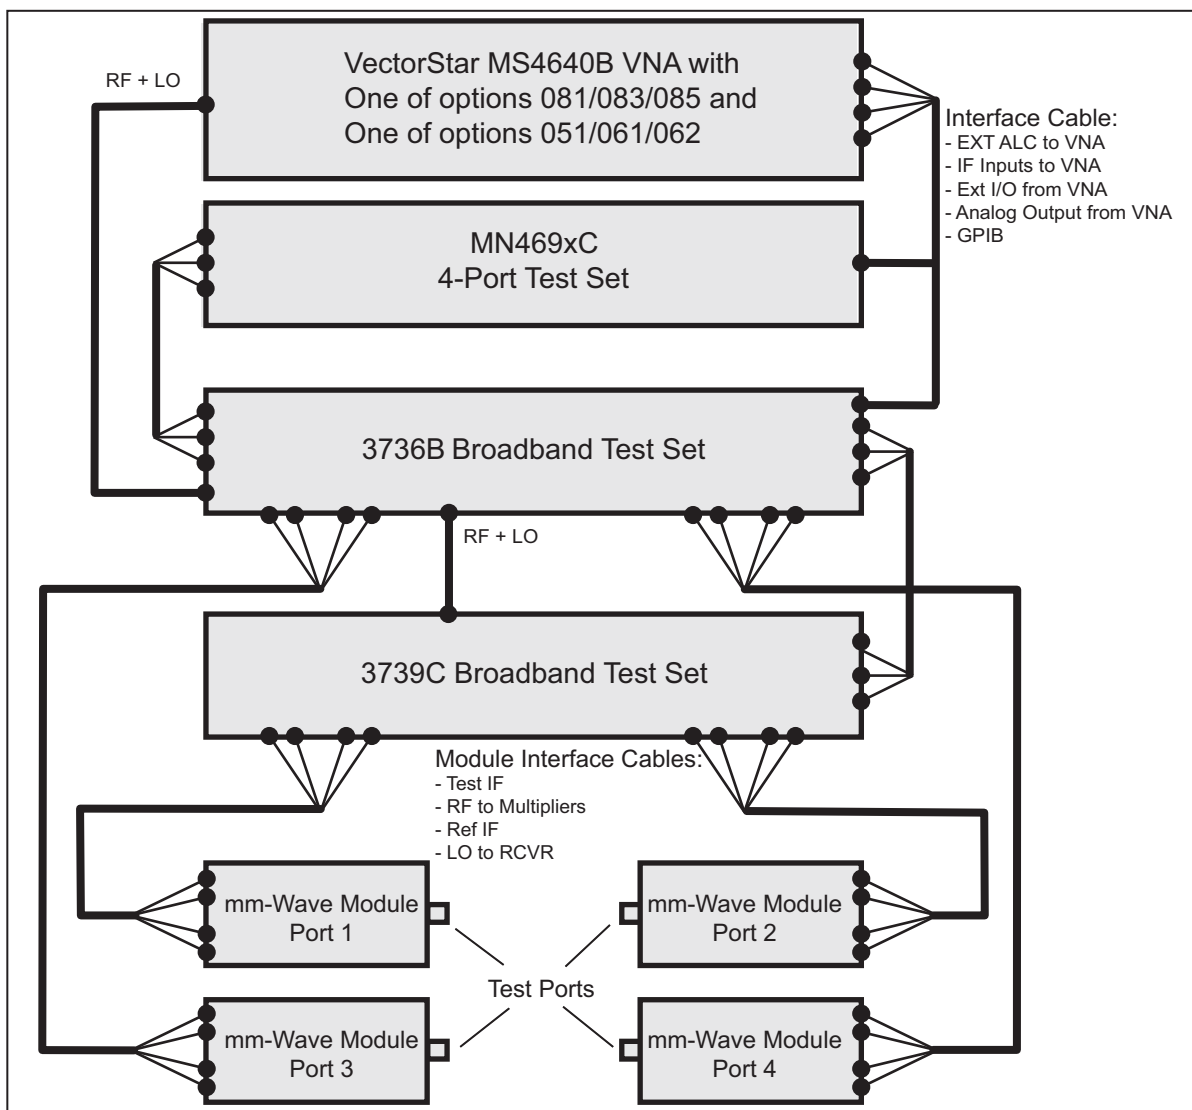 VectorStar MS4640B VNA with
One of options 081/083/085 and
One of options 051/061/062
RF + LO
Interface Cable:
- EXT ALC to VNA
- IF Inputs to VNA
- Ext I/O from VNA
- Analog Output from VNA
- GPIB
MN469xC
4-Port Test Set
3736B Broadband Test Set
RF + LO
3739C Broadband Test Set
Module Interface Cables:
- Test IF
- RF to Multipliers
- Ref IF
- LO to RCVR
mm-Wave Module
Port 1
mm-Wave Module
Port 2
Test Ports
mm-Wave Module
Port 3
mm-Wave Module
Port 4